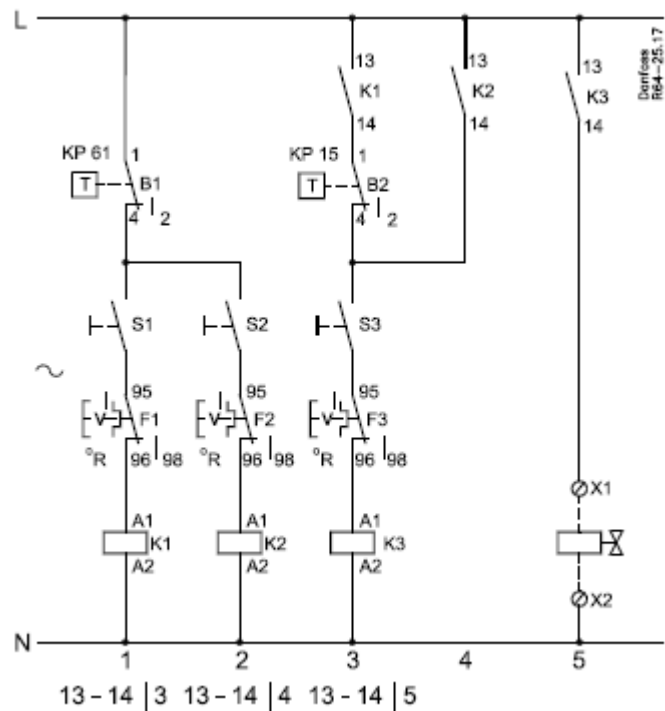 L
13
K1
14
13
K2
14
13
K3
14
Danfoss
R64-25.17
KP 61
1
T
B1
4
2
KP 15
1
T
B2
4
2
S1
S2
S3
~
95
V
F1
°R
96
98
95
V
F2
°R
96
98
95
V
F3
°R
96
98
A1
K1
A2
A1
K2
A2
A1
K3
A2
X1
X2
N
1 2 3 4 5
13 - 14 | 3 13 - 14 | 4 13 - 14 | 5